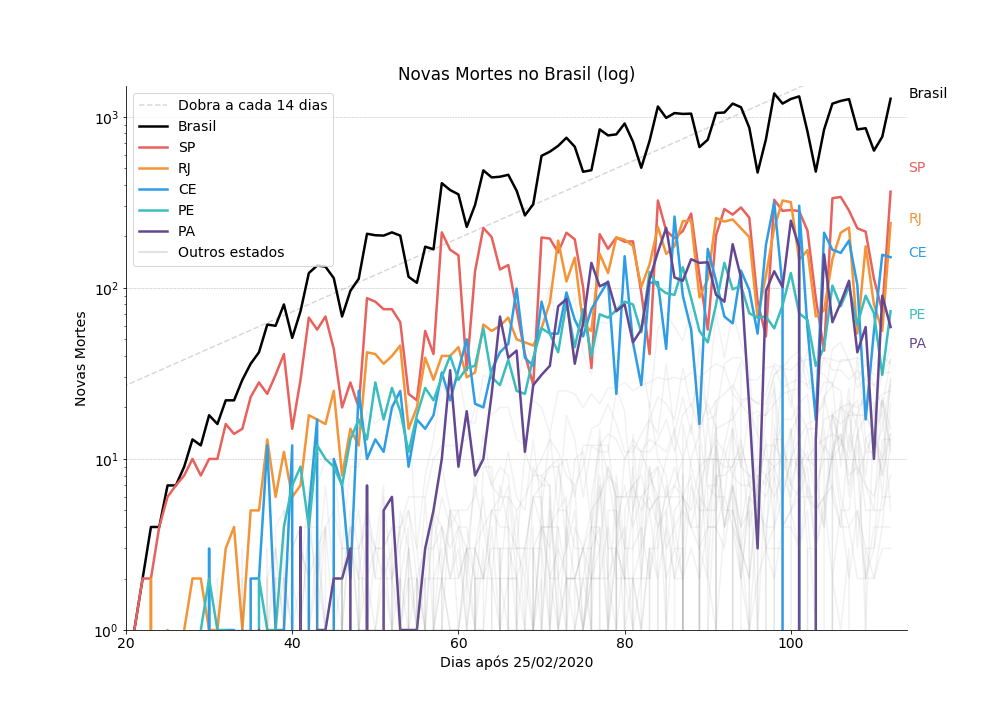 Novas Mortes no Brasil (log)
Dobra a cada 14 dias
Brasil
SP
RJ
CE
PE
PA
Outros estados
Novas Mortes
10³
10²
10¹
10⁰
20
40
60
80
100
Dias após 25/02/2020
Brasil
SP
RJ
CE
PE
PA